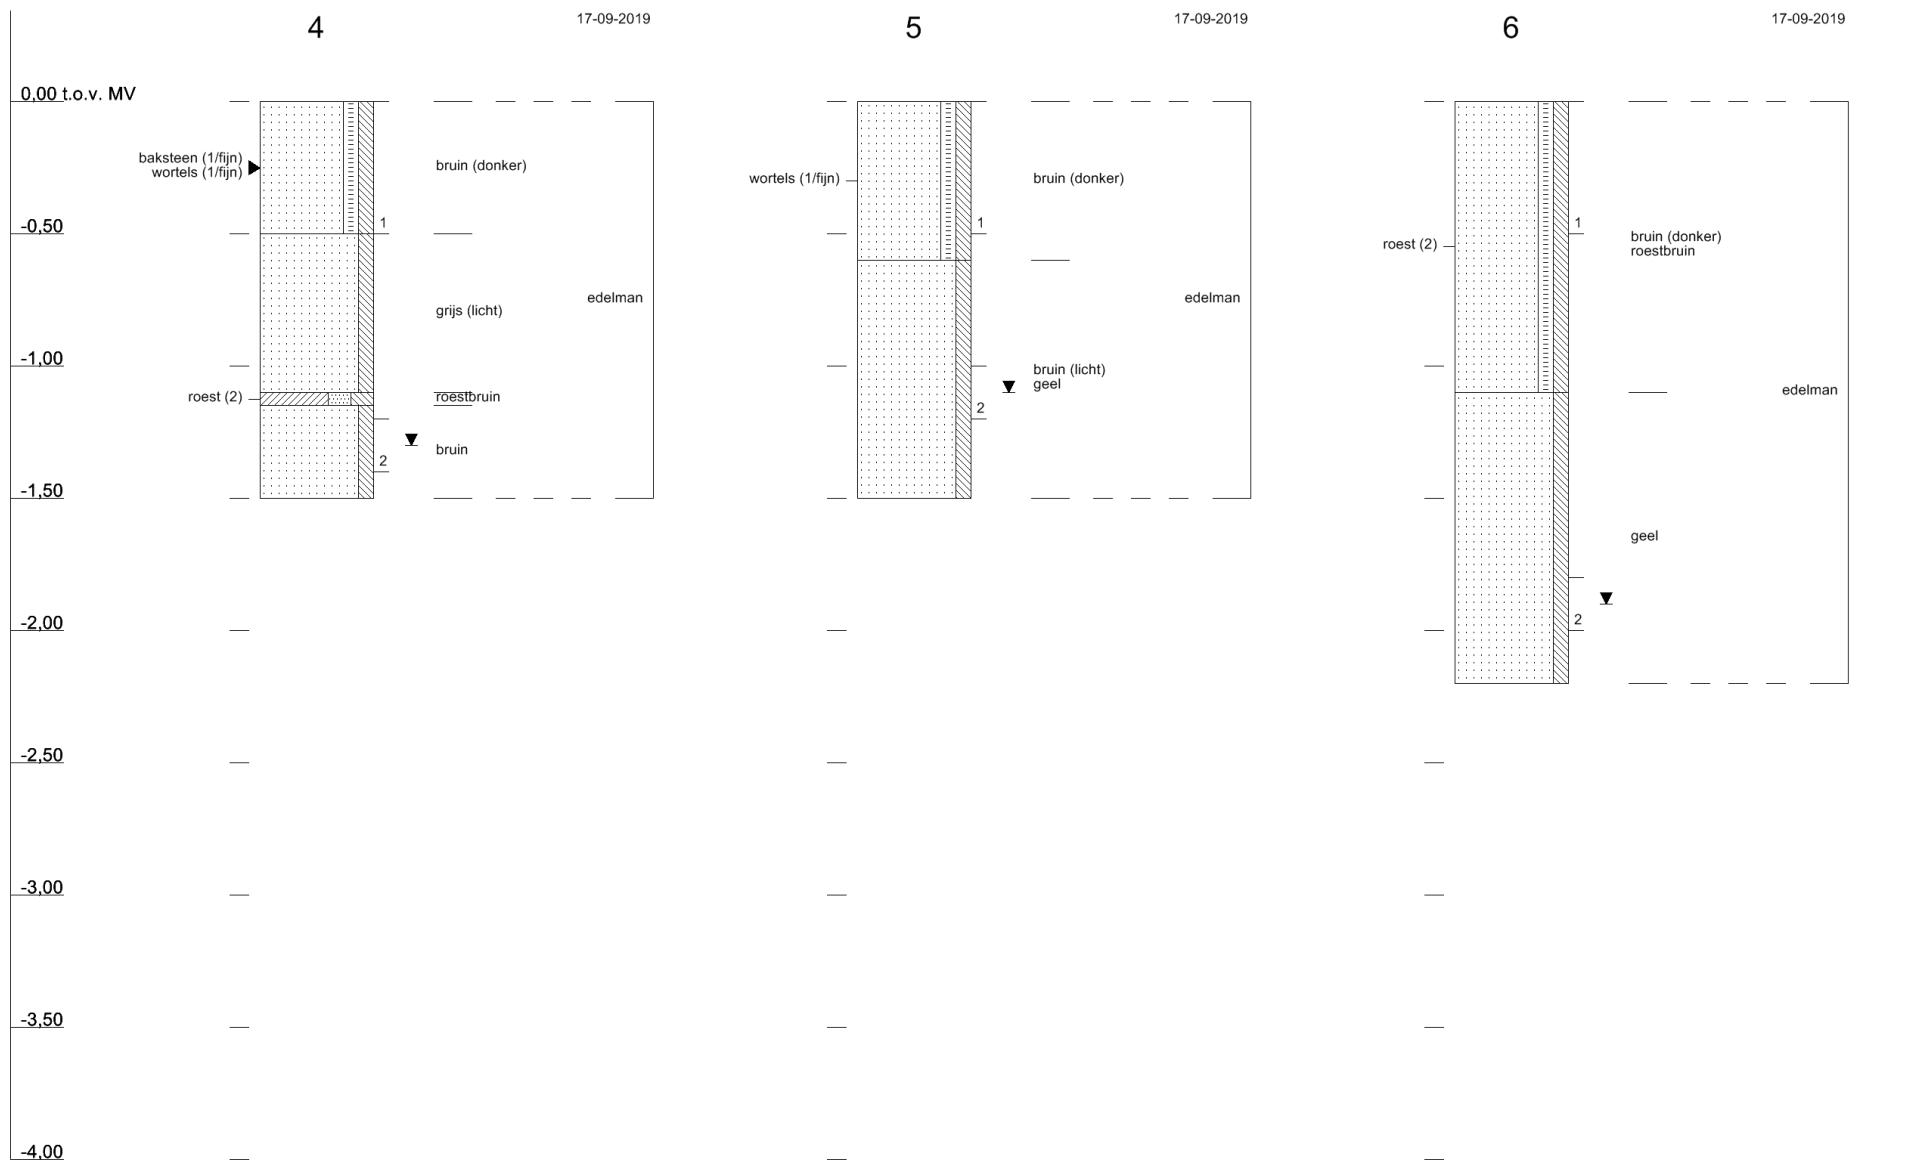 4
17-09-2019
5
17-09-2019
6
17-09-2019
0,00 t.o.v. MV
-0,50
-1,00
-1,50
-2,00
-2,50
-3,00
-3,50
-4,00
baksteen (1/fijn)
wortels (1/fijn)
bruin (donker)
1
grijs (licht)
edelman
roest (2)
roestbruin
bruin
2
wortels (1/fijn)
bruin (donker)
1
edelman
bruin (licht)
geel
2
roest (2)
1
bruin (donker)
roestbruin
edelman
geel
2